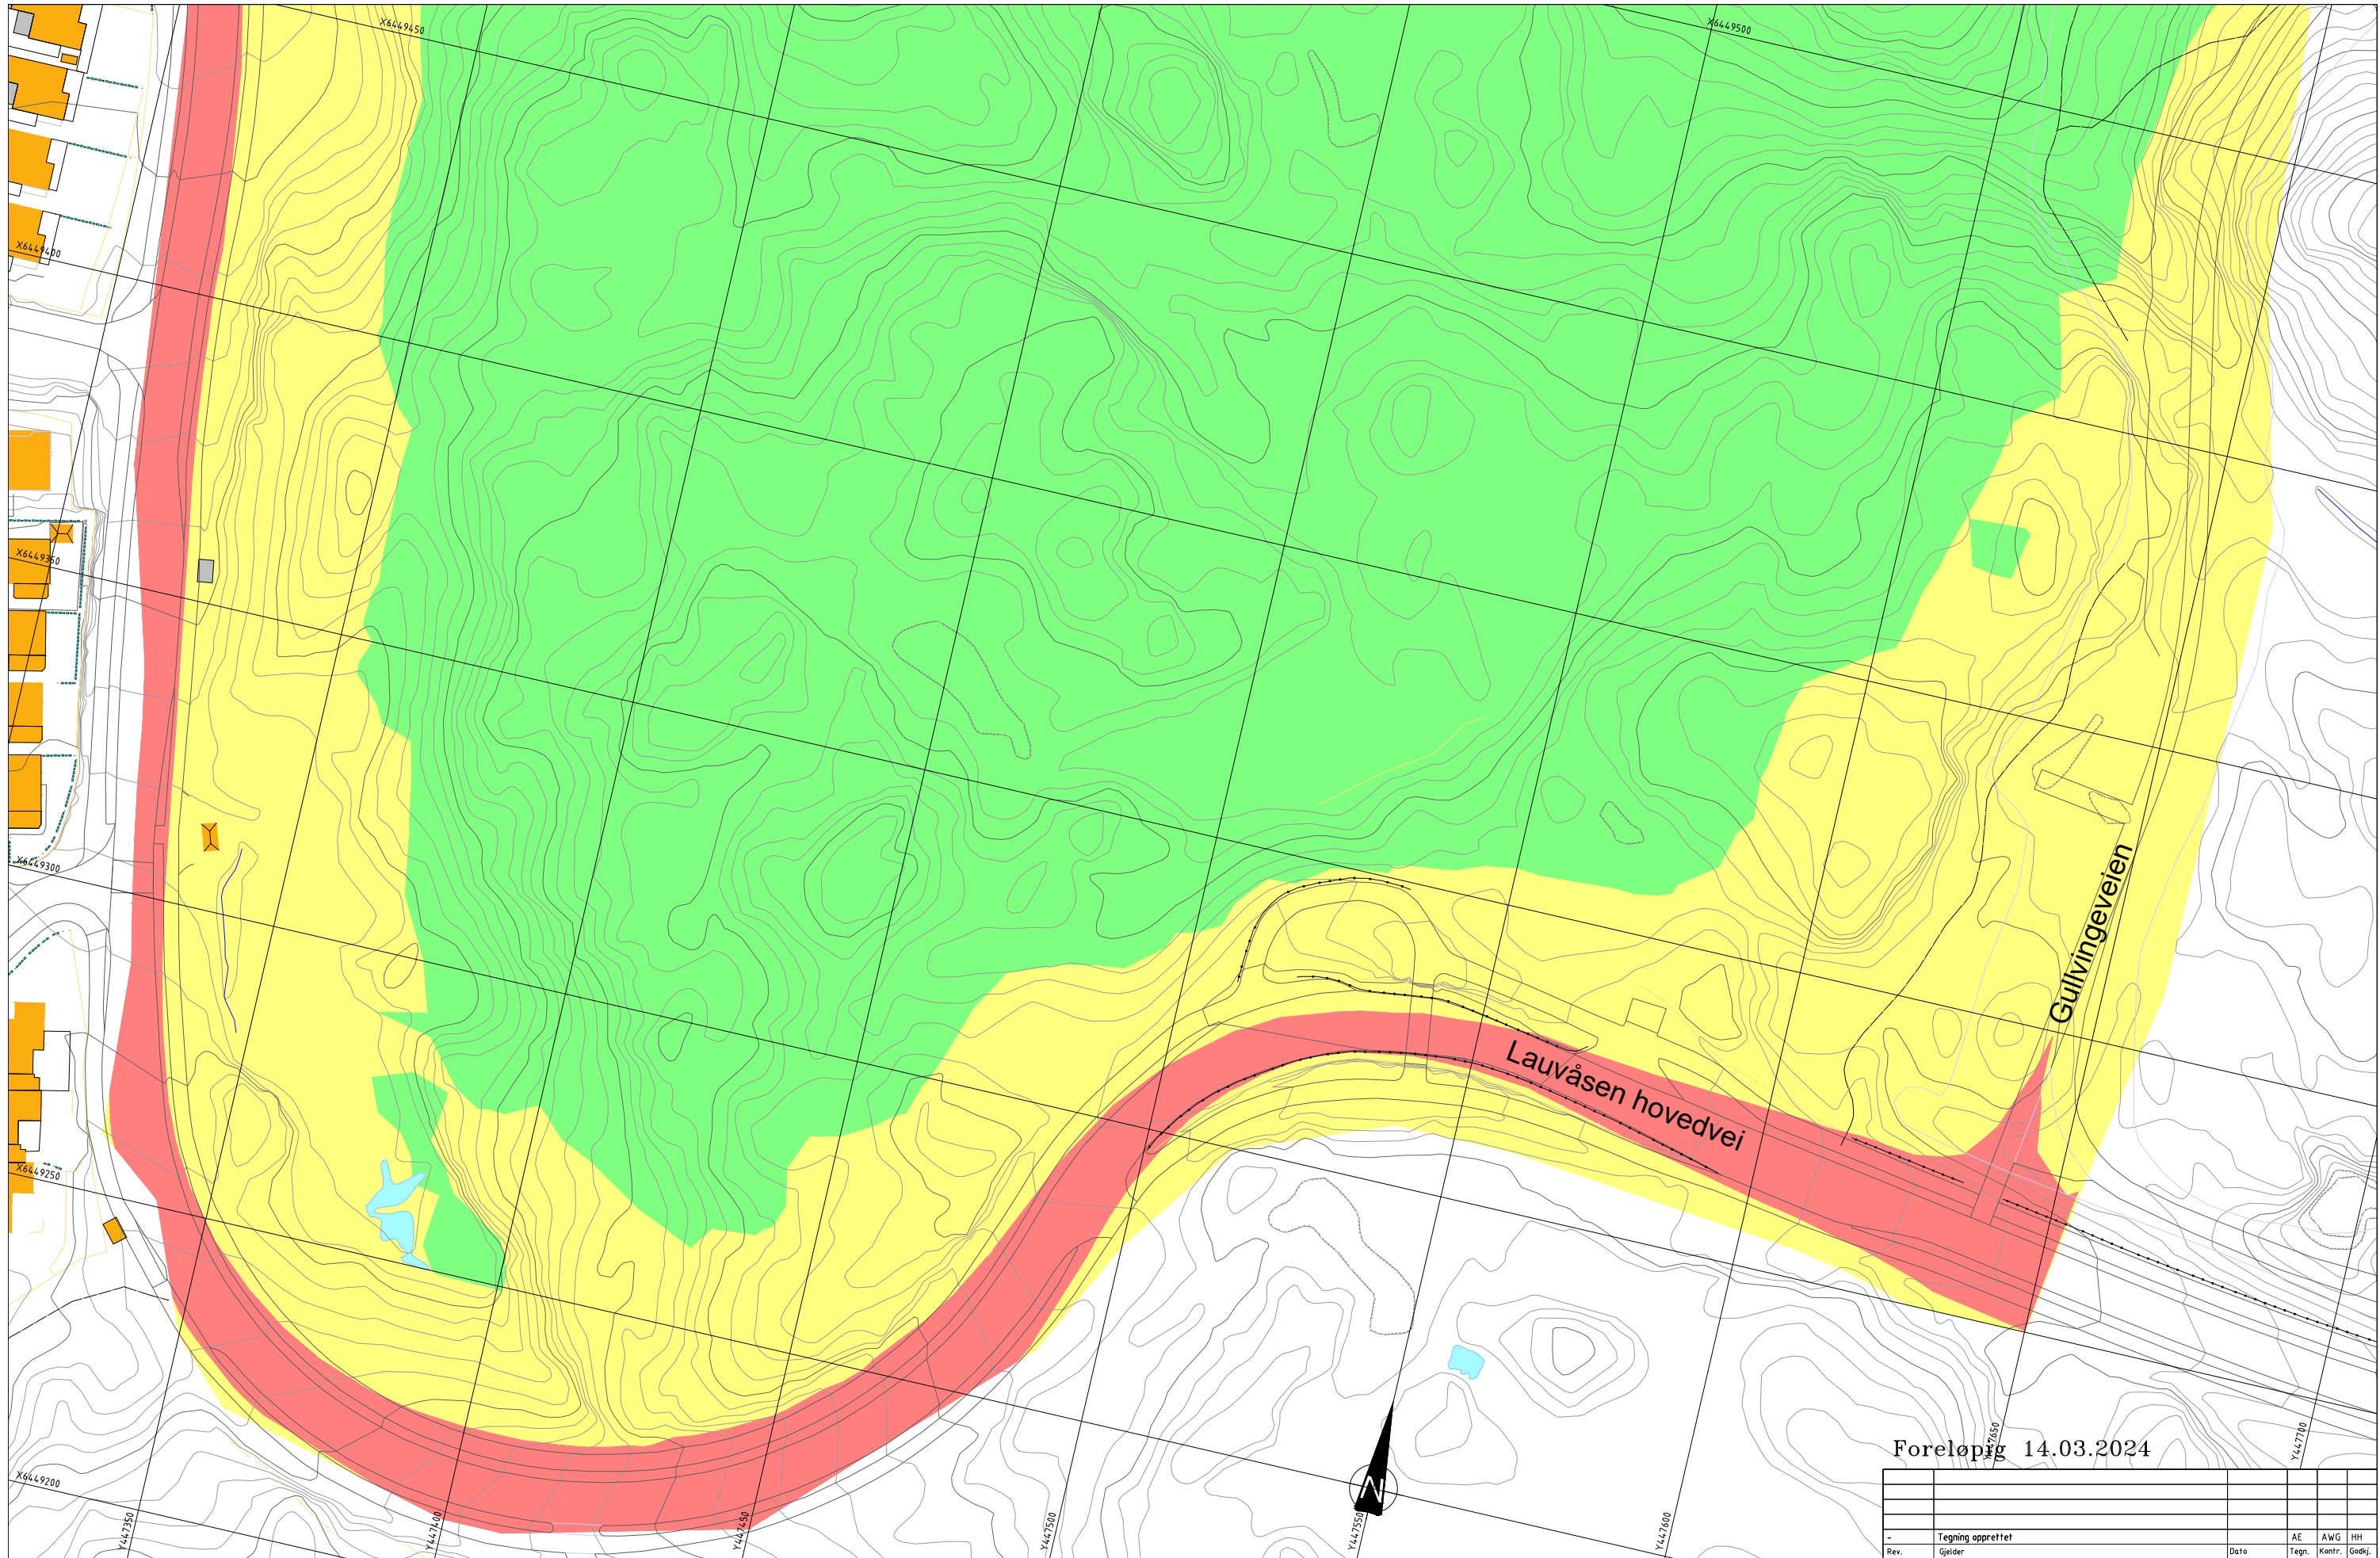 X6449450
X6449500
X6449400
X6449350
X6449300
Gullvingeveien
Lauvåsen hovedvei
X6449250
X6449200
Y447350
Y447400
Y447450
Y447500
Y447550
Y447600
Y447650
Y447700
N
Foreløpig 14.03.2024
- Tegning opprettet AE AWG HH
Rev. Gjelder Dato Tegn. Kontr. Godkj.